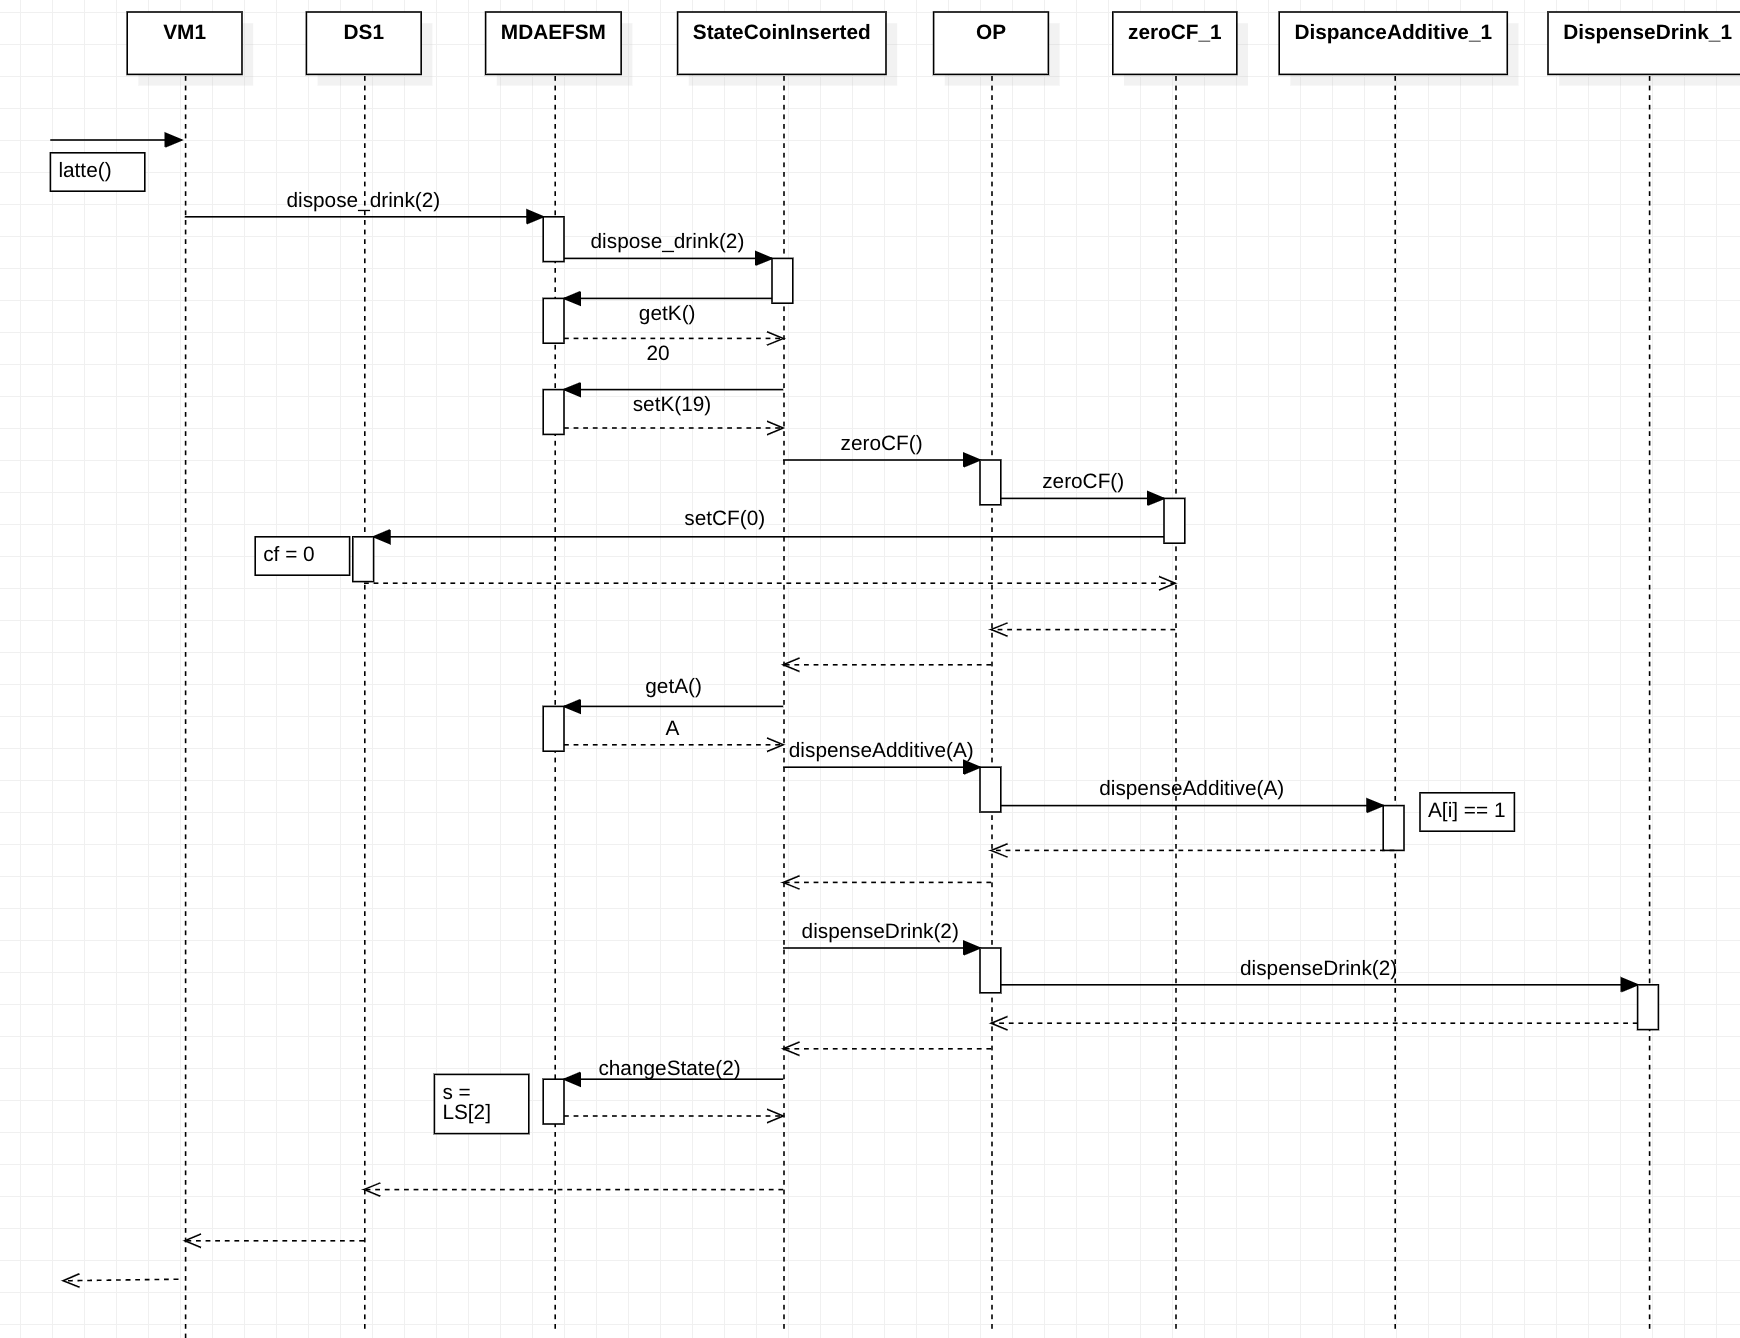 VM1
DS1
MDAEFSM
StateCoinInserted
OP
zeroCF_1
DispanceAdditive_1
DispenseDrink_1
latte()
dispose_drink(2)
dispose_drink(2)
getK()
20
setK(19)
zeroCF()
zeroCF()
setCF(0)
cf = 0
getA()
A
dispenseAdditive(A)
dispenseAdditive(A)
A[i] == 1
dispenseDrink(2)
dispenseDrink(2)
changeState(2)
s =
LS[2]